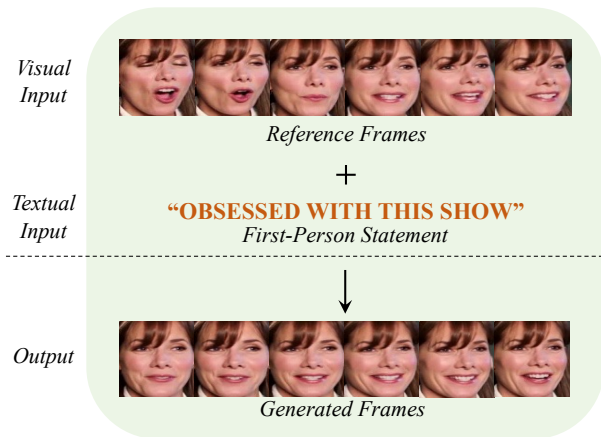 Visual
Input
Reference Frames
+
Textual
Input
“OBSESSED WITH THIS SHOW”
First-Person Statement
Output
Generated Frames